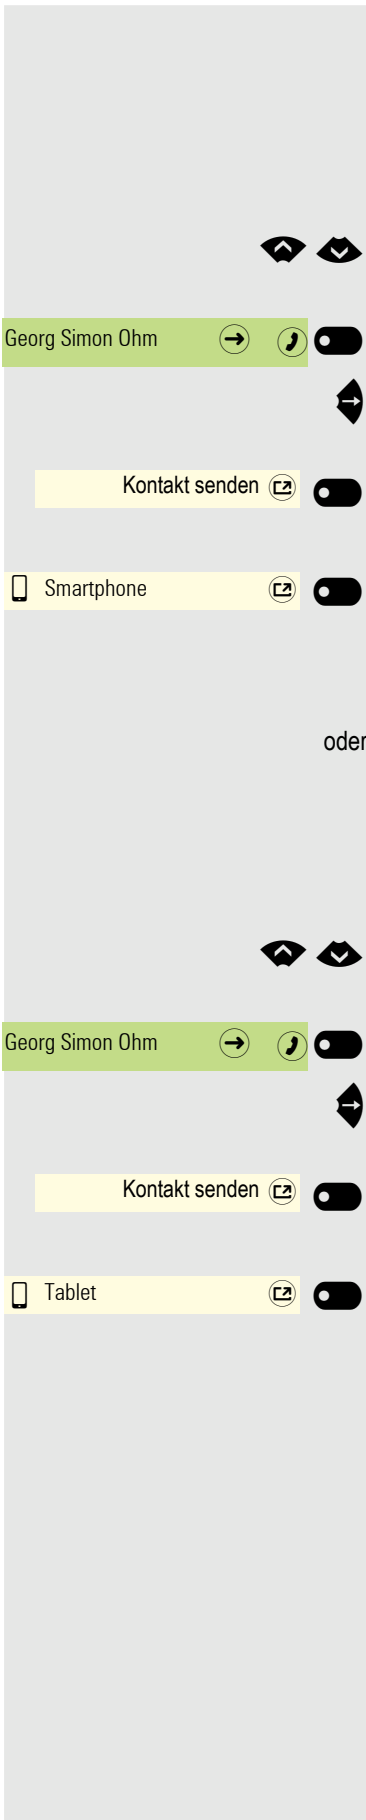 Georg Simon Ohm
Kontakt senden
Smartphone
oder
Georg Simon Ohm
Kontakt senden
Tablet